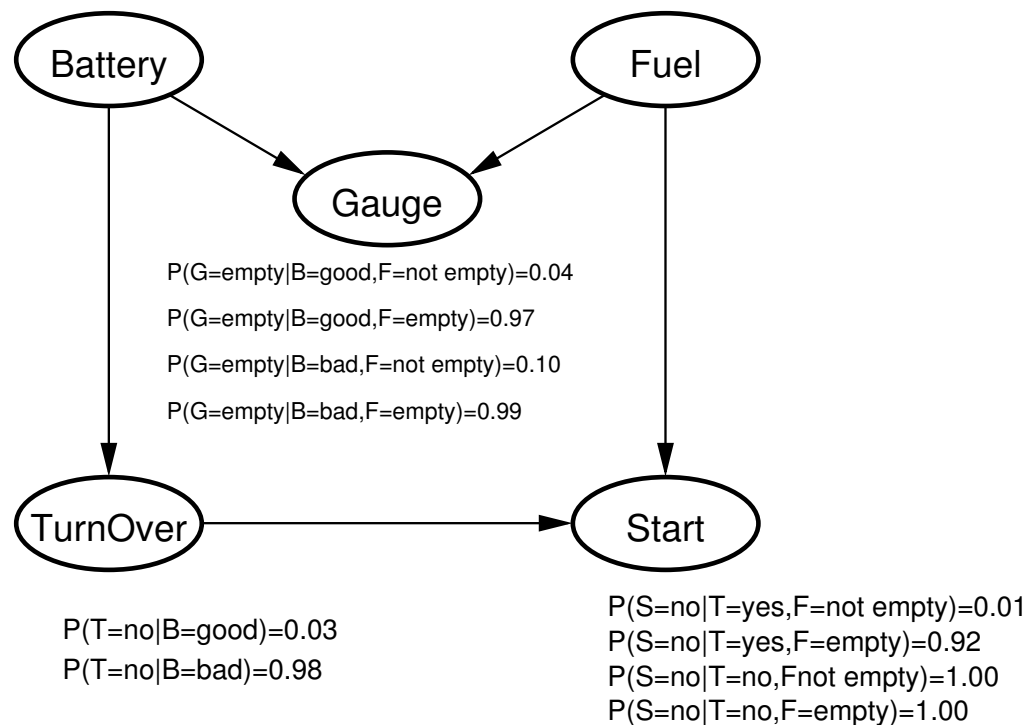 Battery
Fuel
Gauge
P(G=empty|B=good,F=not empty)=0.04
P(G=empty|B=good,F=empty)=0.97
P(G=empty|B=bad,F=not empty)=0.10
P(G=empty|B=bad,F=empty)=0.99
TurnOver
Start
P(T=no|B=good)=0.03
P(T=no|B=bad)=0.98
P(S=no|T=yes,F=not empty)=0.01
P(S=no|T=yes,F=empty)=0.92
P(S=no|T=no,Fnot empty)=1.00
P(S=no|T=no,F=empty)=1.00